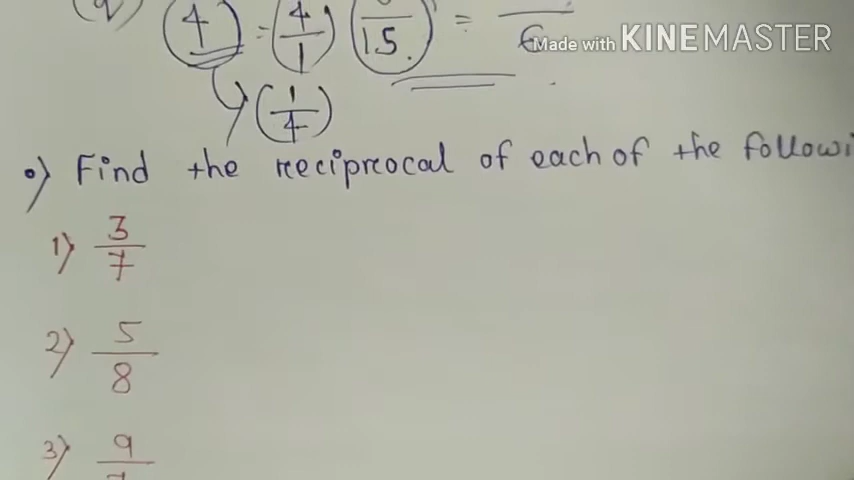 4 = 4/1 /15 = 6
Made with KINEMASTER
1/4
Find the reciprocal of each of the followi
1) 3/7
2) 5/8
3) 9/